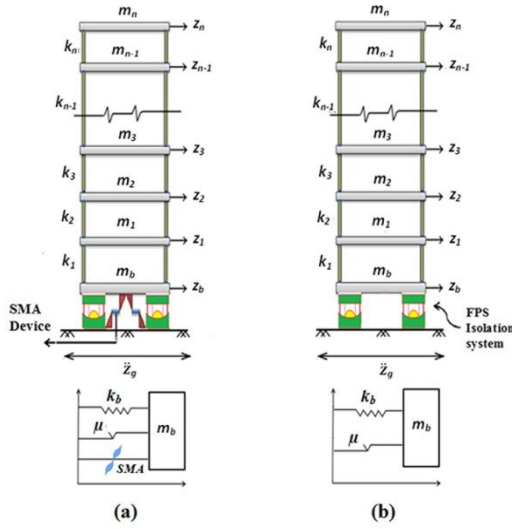 m_n
k_n
z_n
m_{n-1}
z_{n-1}
k_{n-1}
m_3
z_3
k_3
m_2
z_2
k_2
m_1
z_1
k_1
m_b
z_b
SMA
Device
z̈_g
k_b
μ
m_b
SMA
(a)
m_n
k_n
z_n
m_{n-1}
z_{n-1}
k_{n-1}
m_3
z_3
k_3
m_2
z_2
k_2
m_1
z_1
k_1
m_b
z_b
FPS
Isolation
system
z̈_g
k_b
μ
m_b
(b)